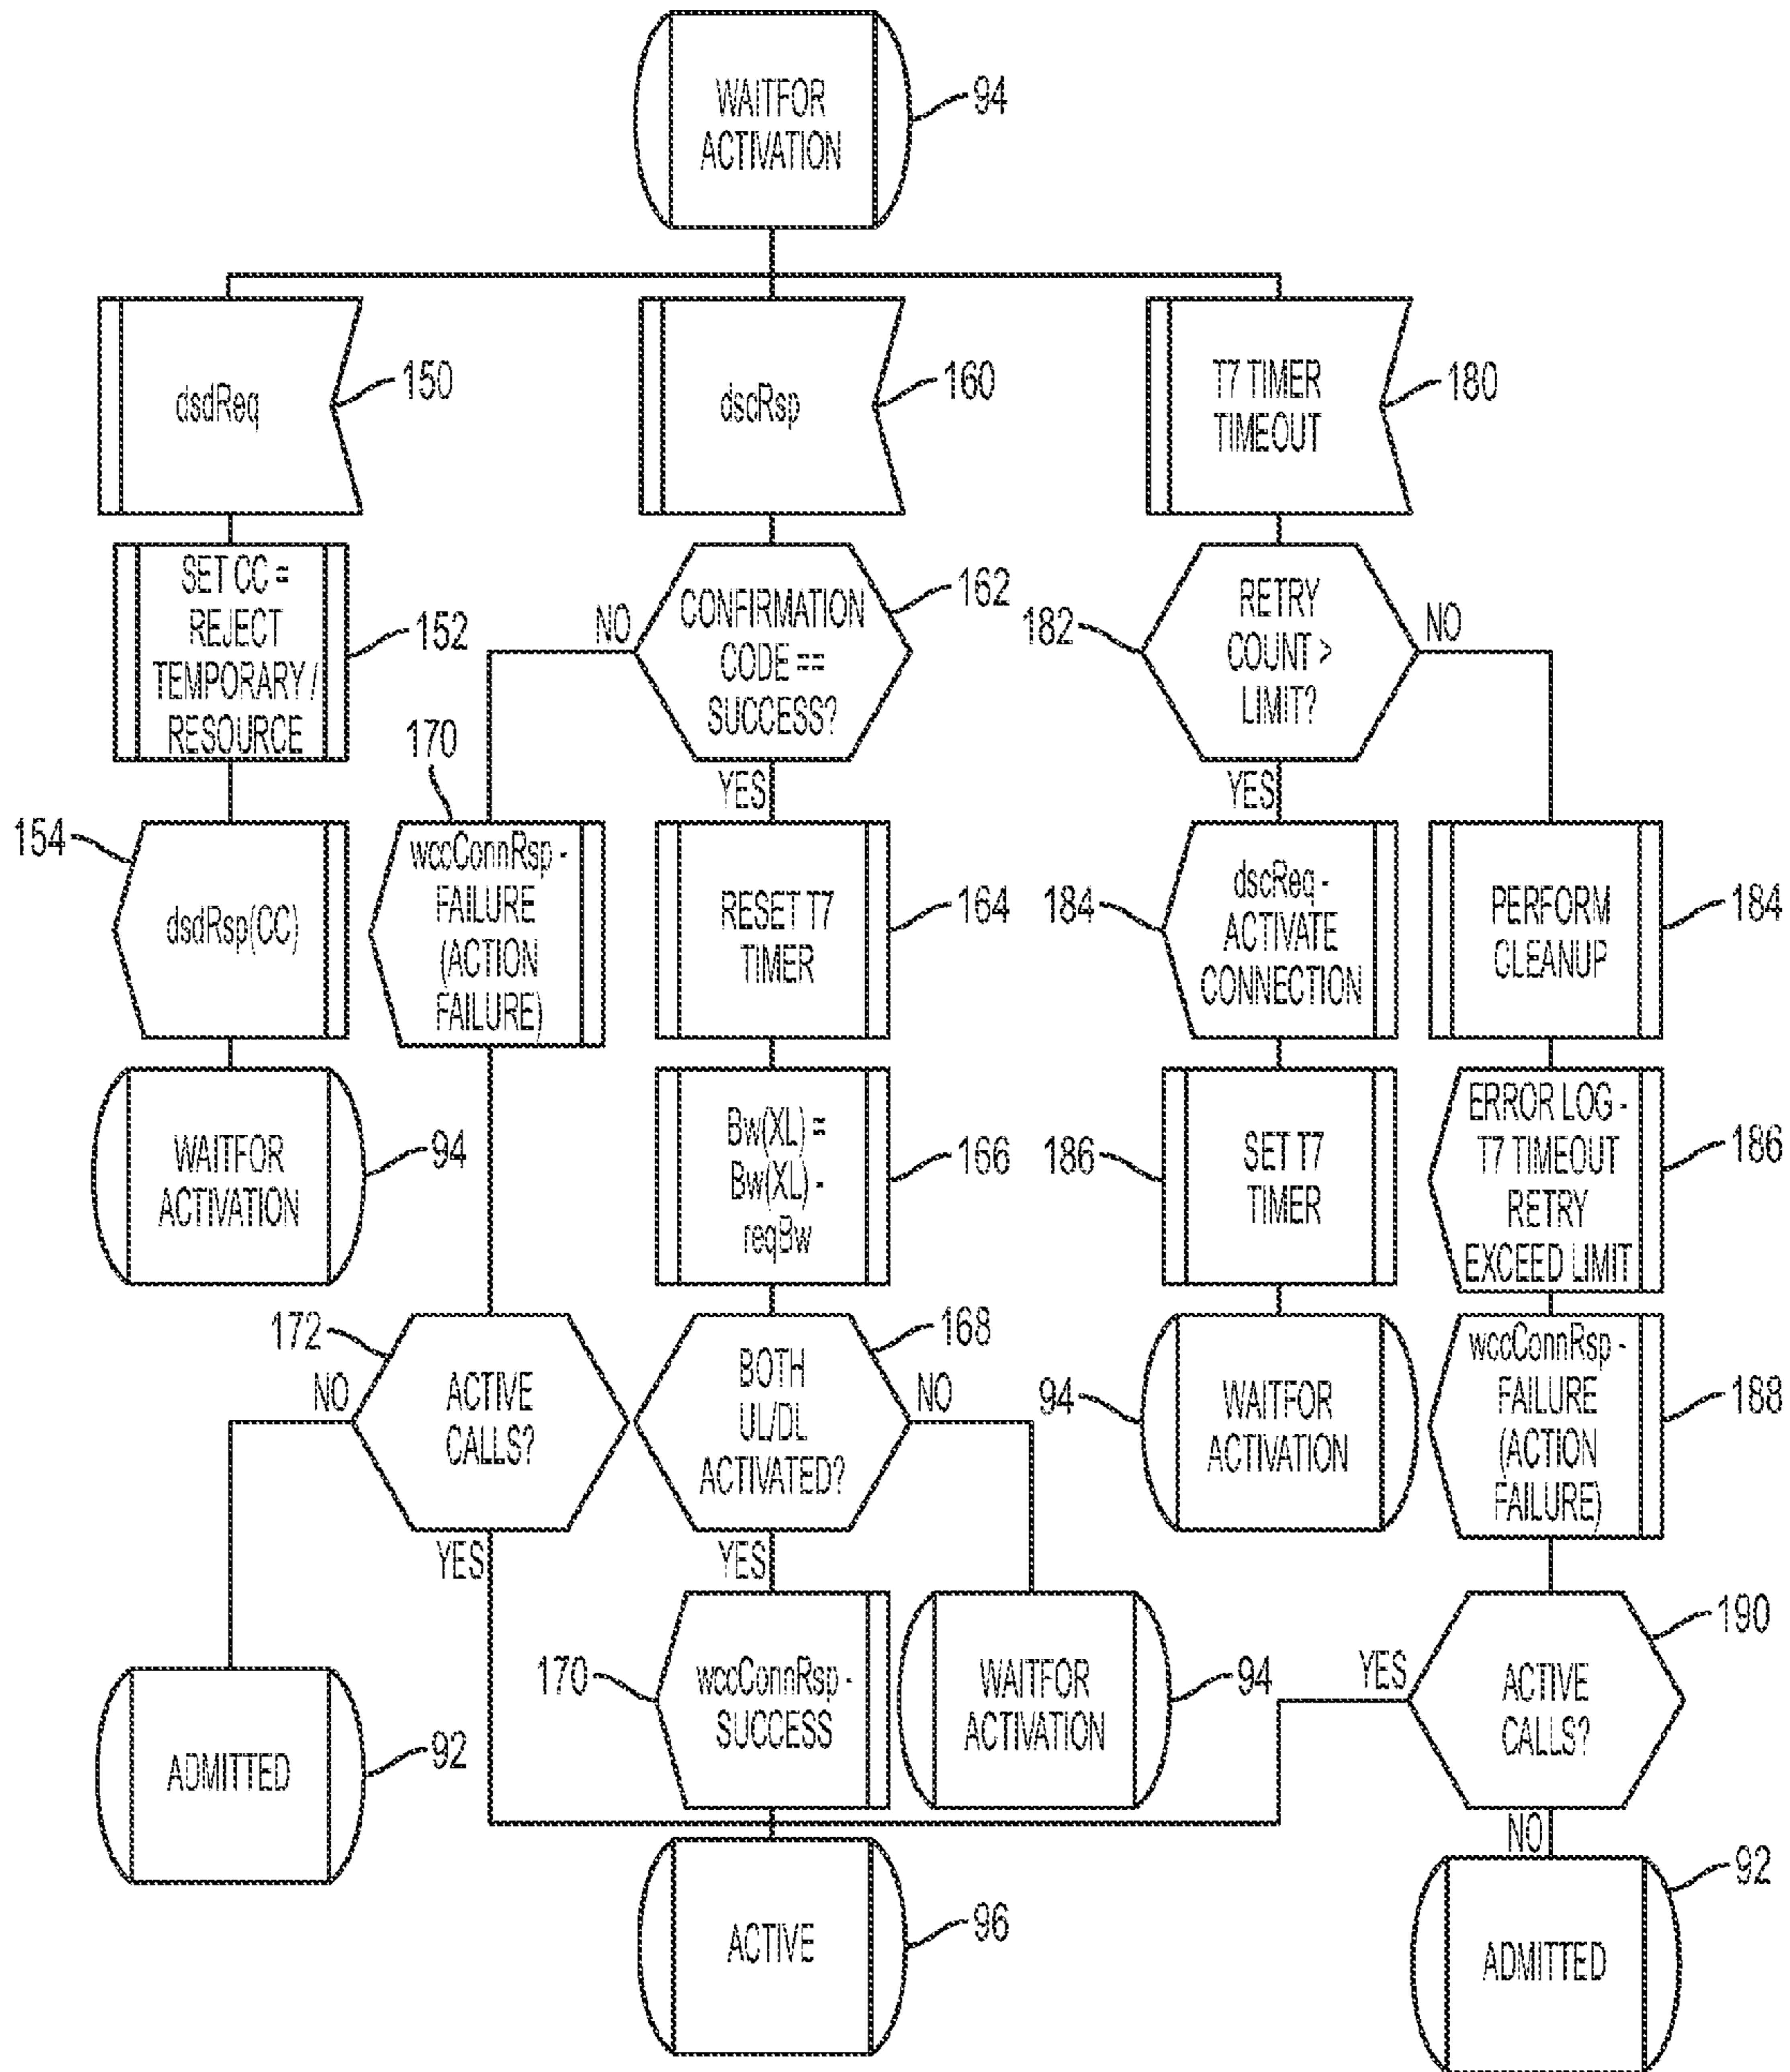 WAITFOR
ACTIVATION
94
dsdReq
150
dscRsp
160
T7 TIMER
TIMEOUT
180
SET CC =
REJECT
TEMPORARY /
RESOURCE
152
NO
CONFIRMATION
CODE ==
SUCCESS?
162
YES
182
RETRY
COUNT >
LIMIT?
NO
YES
154
dsdRsp(CC)
170
wccConnRsp -
FAILURE
(ACTION
FAILURE)
RESET T7
TIMER
164
184
dscReq -
ACTIVATE
CONNECTION
PERFORM
CLEANUP
184
WAITFOR
ACTIVATION
94
Bw(XL) =
Bw(XL) -
reqBw
166
186
SET T7
TIMER
ERROR LOG -
T7 TIMEOUT
RETRY
EXCEED LIMIT
186
172
NO
ACTIVE
CALLS?
YES
BOTH
UL/DL
ACTIVATED?
168
NO
YES
94
WAITFOR
ACTIVATION
wccConnRsp -
FAILURE
(ACTION
FAILURE)
188
ADMITTED
92
170
wccConnRsp -
SUCCESS
WAITFOR
ACTIVATION
94
YES
ACTIVE
CALLS?
190
NO
ACTIVE
96
ADMITTED
92